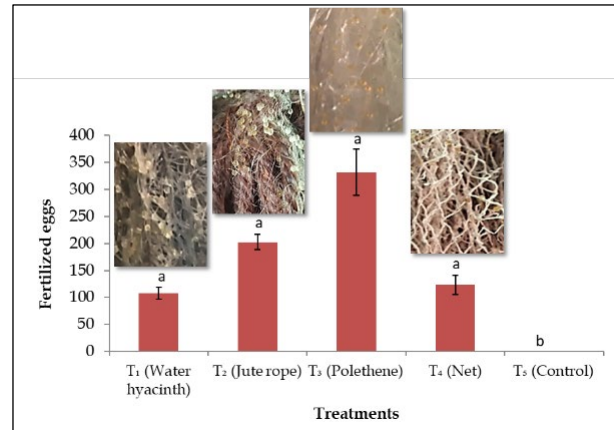 400
350
300
250
200
150
100
50
0
Fertilized eggs
a
a
a
a
b
T₁ (Water hyacinth)
T₂ (Jute rope)
T₃ (Polethene)
T₄ (Net)
T₅ (Control)
Treatments